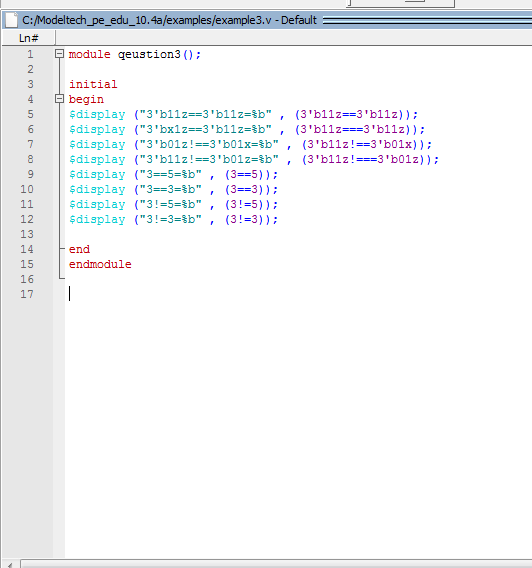 C:/Modeltech_pe_edu_10.4a/examples/example3.v - Default
Ln#
1 module qeustion3();
2
3 initial
4 begin
5 $display ("3'b11z==3'b11z=%b" , (3'b11z==3'b11z));
6 $display ("3'bx1z==3'b11z=%b" , (3'b11z===3'b11z));
7 $display ("3'b01z!==3'b01x=%b" , (3'b11z!==3'b01x));
8 $display ("3'b11z!==3'b01z=%b" , (3'b11z!===3'b01z));
9 $display ("3==5=%b" , (3==5));
10 $display ("3==3=%b" , (3==3));
11 $display ("3!=5=%b" , (3!=5));
12 $display ("3!=3=%b" , (3!=3));
13
14 end
15 endmodule
16
17